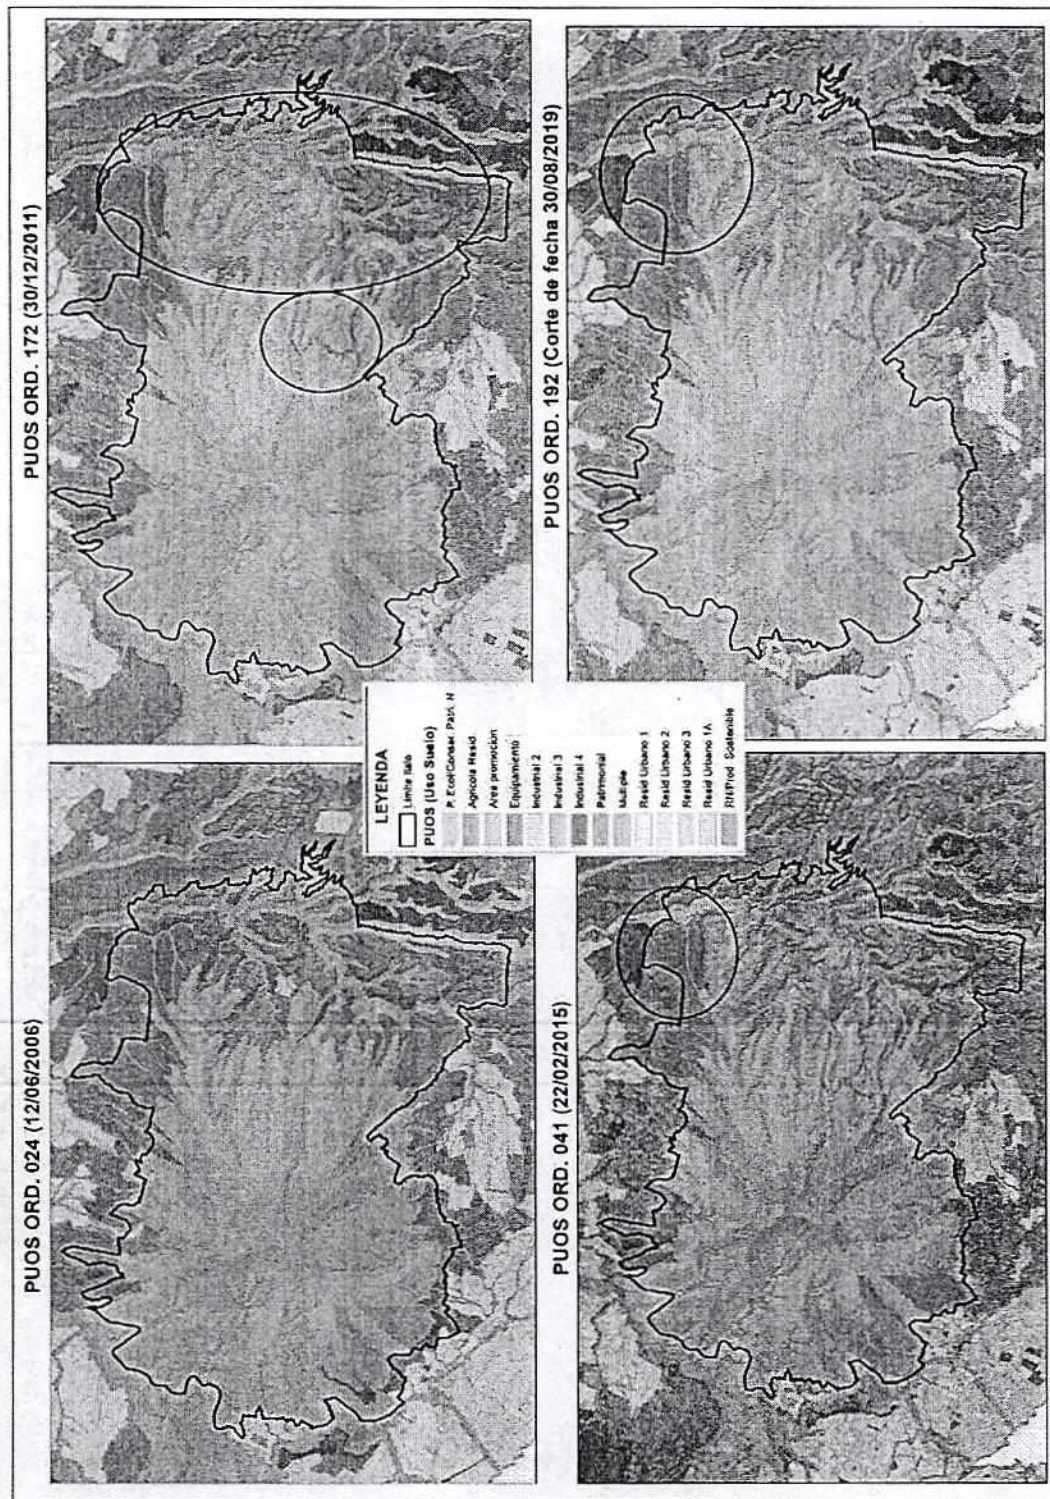 PUOS ORD. 024 (12/06/2006)
PUOS ORD. 172 (30/12/2011)
LEYENDA
Limite Ilalo
PUOS (Uso Suelo)
P. Ecol/Conser. Patri. N
Agricola Resid.
Area promocion
Equipamiento
Industrial 2
Industrial 3
Industrial 4
Patrimonial
Multiple
Resid Urbano 1
Resid Urbano 2
Resid Urbano 3
Resid Urbano 1A
RN/Prod. Sostenible
PUOS ORD. 041 (22/02/2015)
PUOS ORD. 192 (Corte de fecha 30/08/2019)